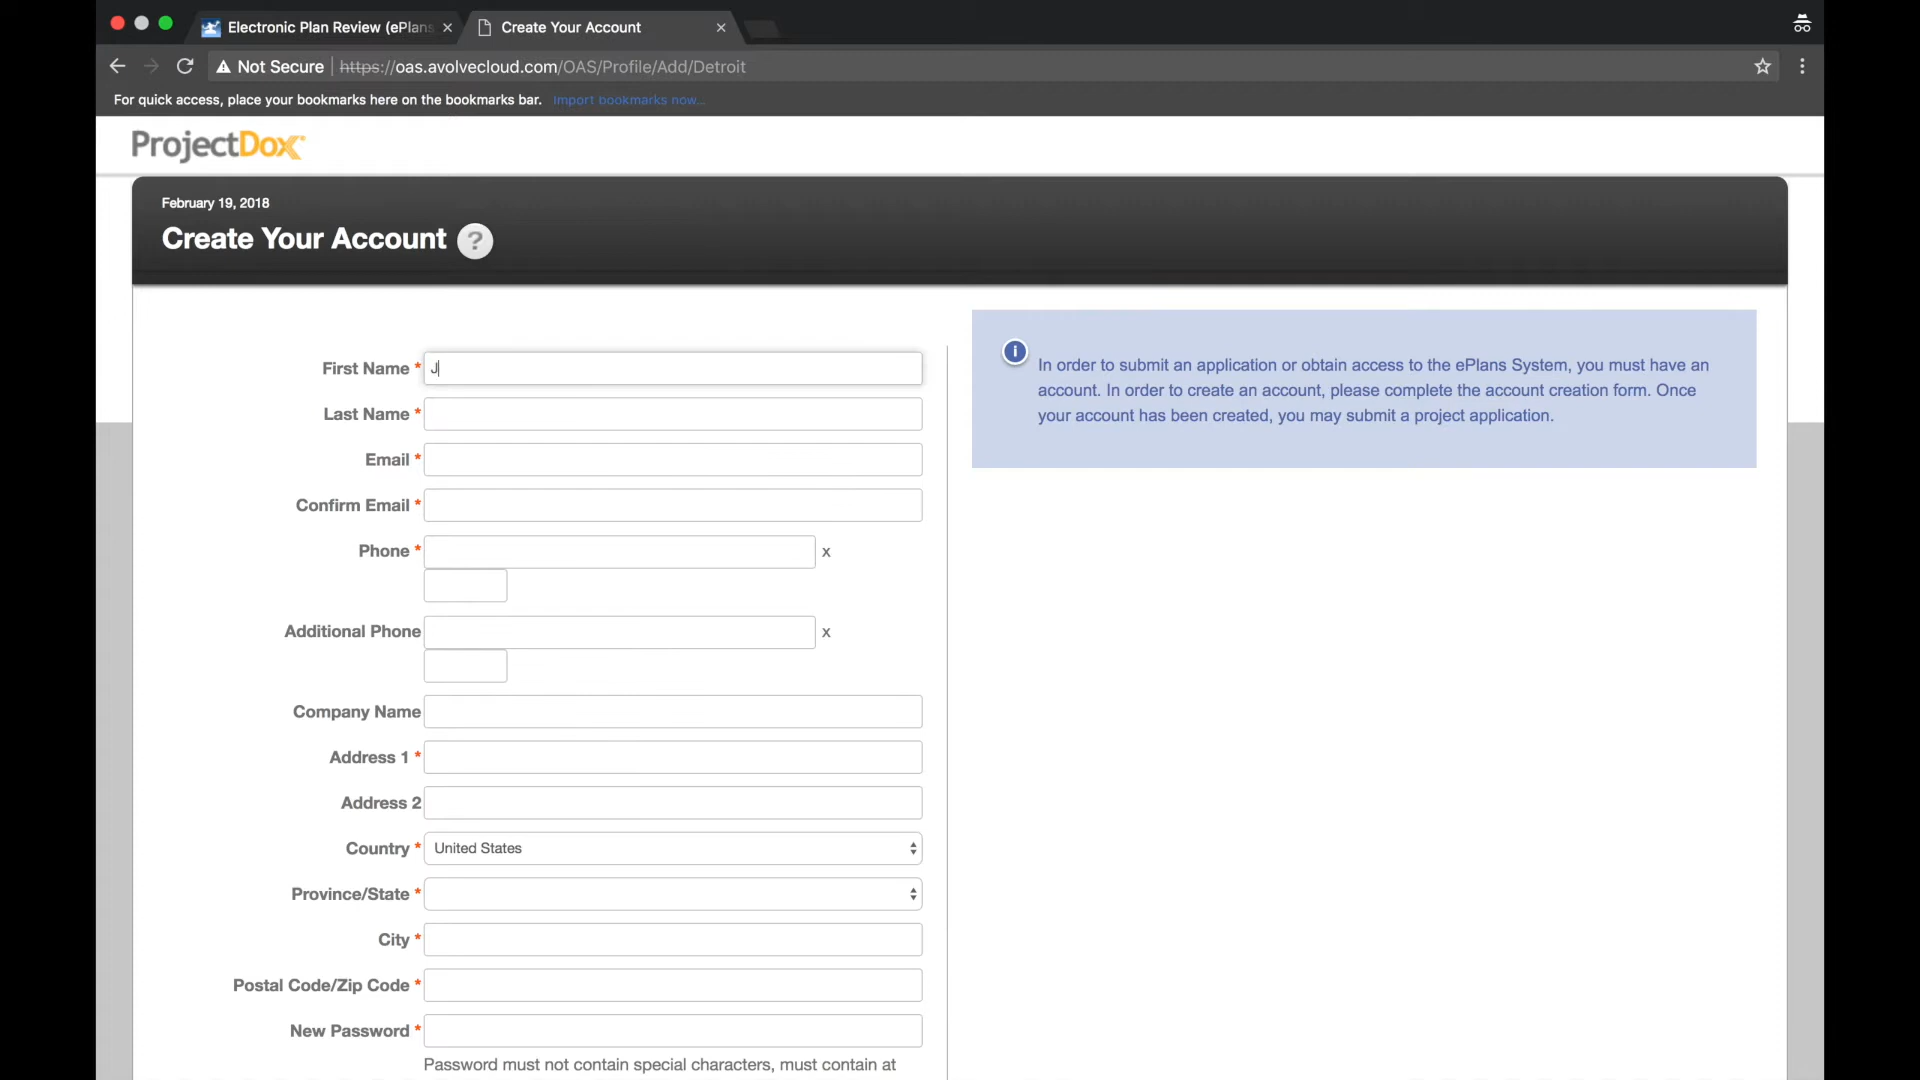 Electronic Plan Review (ePlans
Create Your Account
Not Secure | https://oas.avolvecloud.com/OAS/Profile/Add/Detroit
For quick access, place your bookmarks here on the bookmarks bar. Import bookmarks now...
ProjectDox
February 19, 2018
Create Your Account ?
First Name * J
Last Name *
Email *
Confirm Email *
Phone * x
Additional Phone x
Company Name
Address 1 *
Address 2
Country * United States
Province/State *
City *
Postal Code/Zip Code *
New Password *
Password must not contain special characters, must contain at
i
In order to submit an application or obtain access to the ePlans System, you must have an
account. In order to create an account, please complete the account creation form. Once
your account has been created, you may submit a project application.